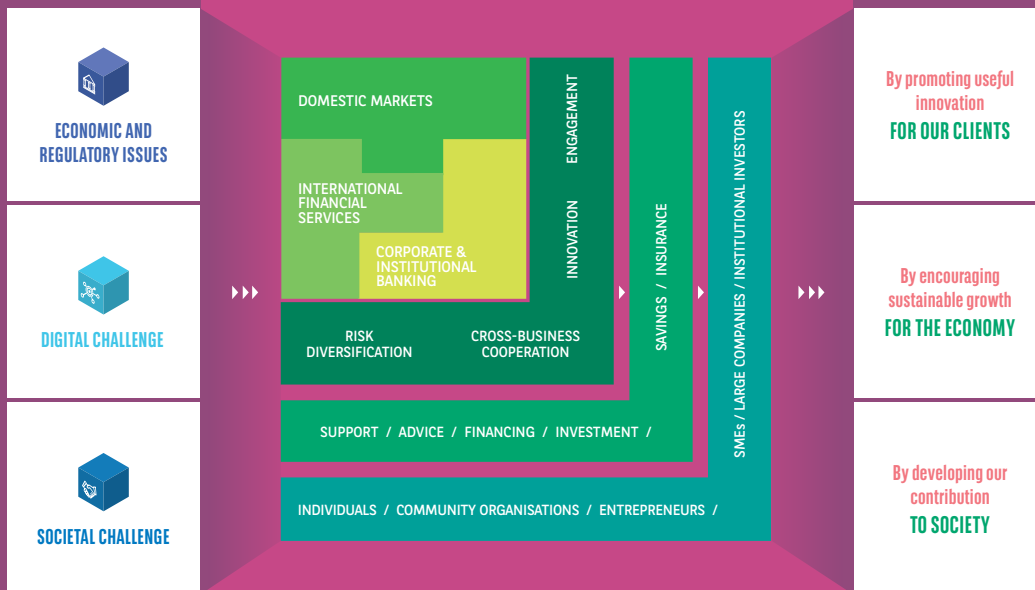 ECONOMIC AND
REGULATORY ISSUES
DIGITAL CHALLENGE
SOCIETAL CHALLENGE
DOMESTIC MARKETS
INTERNATIONAL
FINANCIAL
SERVICES
CORPORATE &
INSTITUTIONAL
BANKING
INNOVATION
ENGAGEMENT
RISK
DIVERSIFICATION
CROSS-BUSINESS
COOPERATION
SUPPORT / ADVICE / FINANCING / INVESTMENT /
SAVINGS / INSURANCE
INDIVIDUALS / COMMUNITY ORGANISATIONS / ENTREPRENEURS /
SMEs / LARGE COMPANIES / INSTITUTIONAL INVESTORS
By promoting useful
innovation
FOR OUR CLIENTS
By encouraging
sustainable growth
FOR THE ECONOMY
By developing our
contribution
TO SOCIETY